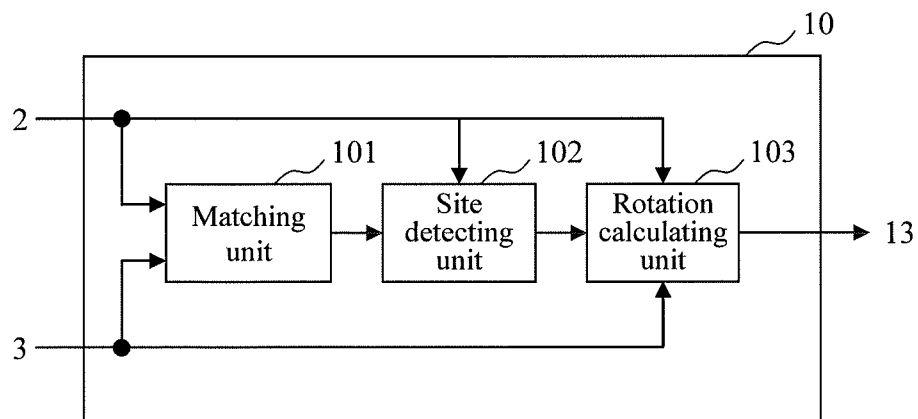 10
2
101
102
103
Matching
unit
Site
detecting
unit
Rotation
calculating
unit
13
3